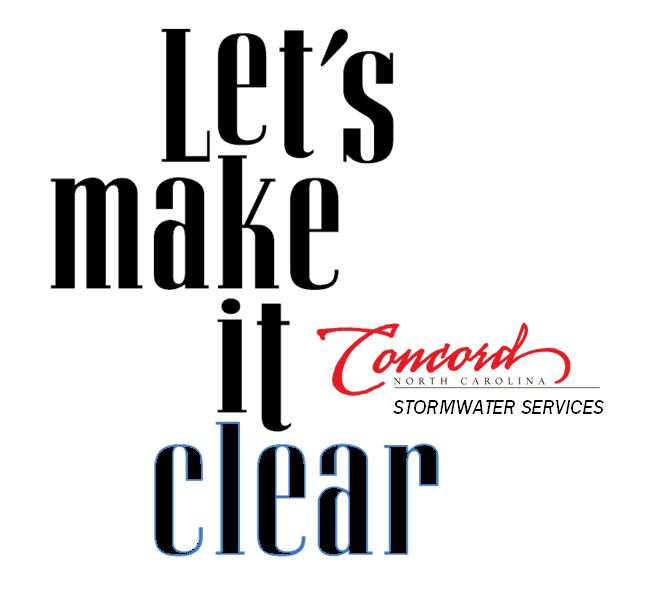 Let's
make
it
Concord
NORTH CAROLINA
STORMWATER SERVICES
clear